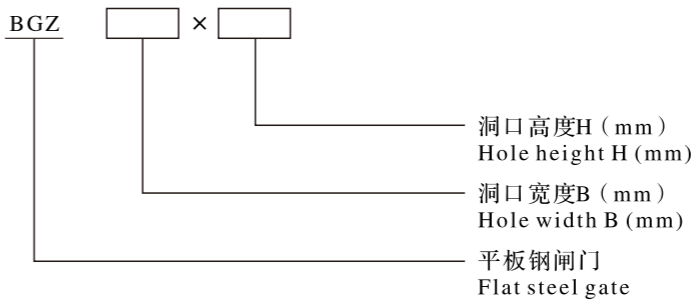 BGZ ×
洞口高度H（mm）
Hole height H (mm)
洞口宽度B（mm）
Hole width B (mm)
平板钢闸门
Flat steel gate